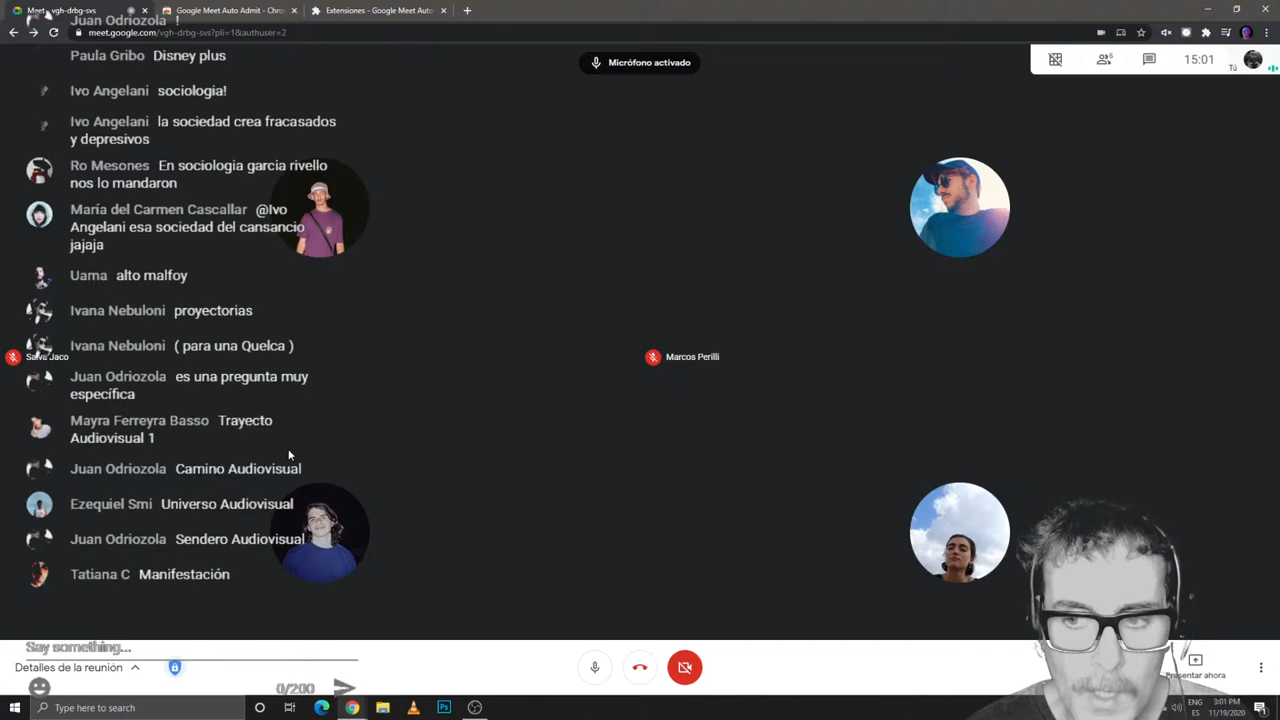 Meet - vgh-drbg-svs
Google Meet Auto Admit - Chro
Extensiones - Google Meet Auto
meet.google.com/vgh-drbg-svs?pli=1&authuser=2
Juan Odriozola !
Paula Gribo Disney plus
Micrófono activado
6
15:01
Tú
Ivo Angelani sociologia!
Ivo Angelani la sociedad crea fracasados
y depresivos
Ro Mesones En sociologia garcia rivello
nos lo mandaron
María del Carmen Cascallar @Ivo
Angelani esa sociedad del cansancio
jajaja
Uama alto malfoy
Ivana Nebuloni proyectorias
Ivana Nebuloni ( para una Quelca )
Salva Jaco
Marcos Perilli
Juan Odriozola es una pregunta muy
específica
Mayra Ferreyra Basso Trayecto
Audiovisual 1
Juan Odriozola Camino Audiovisual
Ezequiel Smi Universo Audiovisual
Juan Odriozola Sendero Audiovisual
Tatiana C Manifestación
Say something...
Detalles de la reunión
Presentar ahora
0/200
Type here to search
ENG
ES
3:01 PM
11/19/2020
1